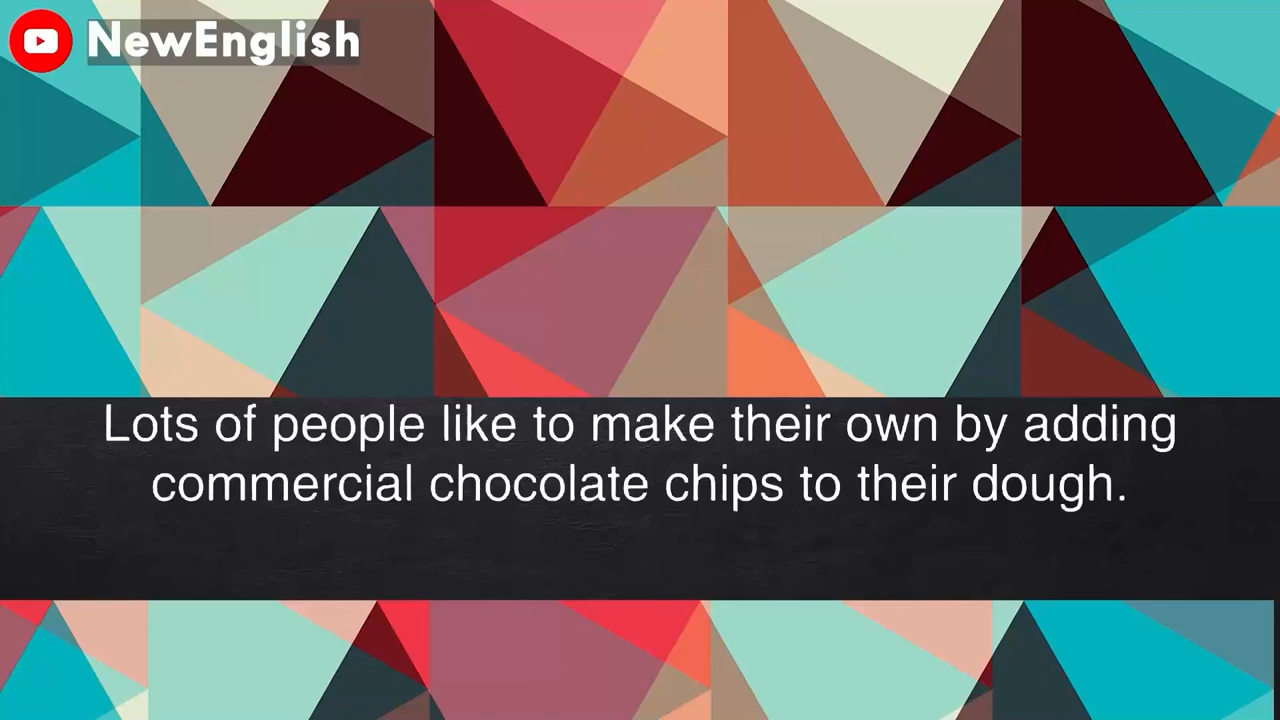 NewEnglish
Lots of people like to make their own by adding
commercial chocolate chips to their dough.